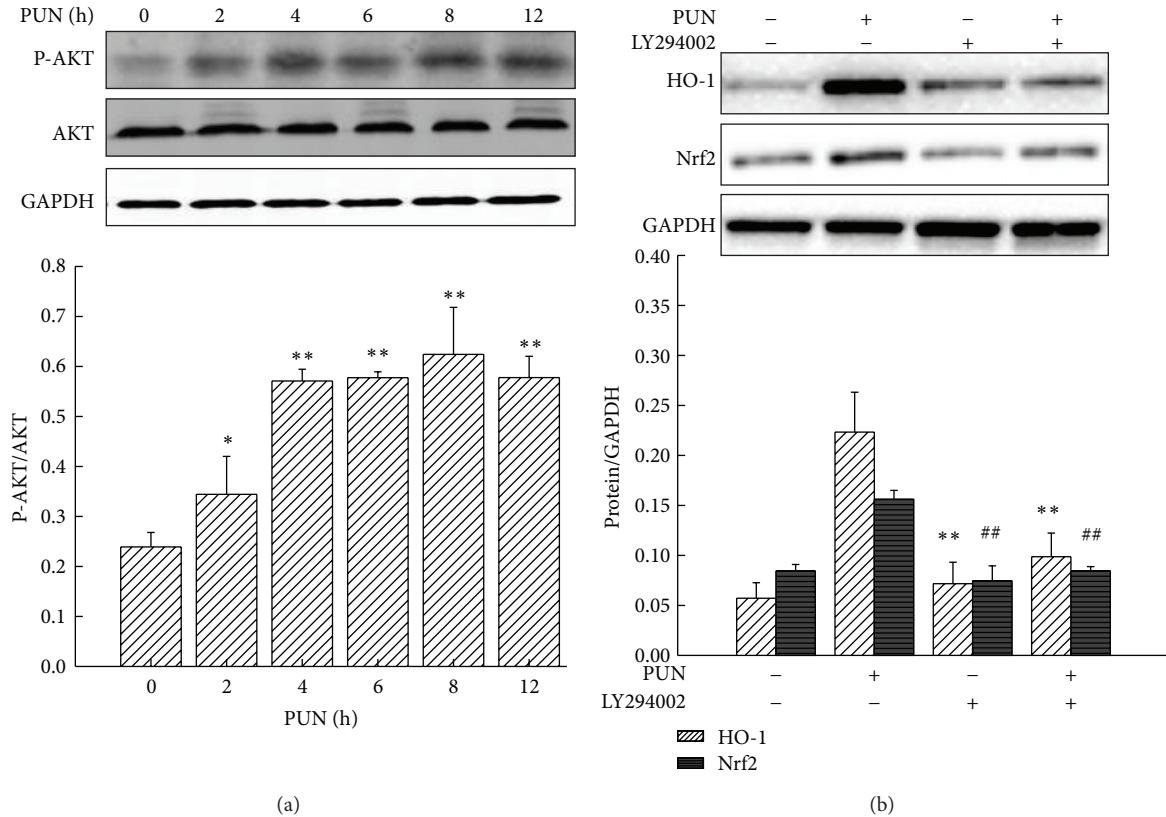 PUN (h) 0 2 4 6 8 12
P-AKT
AKT
GAPDH
0.8
0.7
0.6
0.5
0.4
0.3
0.2
0.1
0.0
P-AKT/AKT
*
**
**
**
**
0 2 4 6 8 12
PUN (h)
(a)
PUN − + − +
LY294002 − − + +
HO-1
Nrf2
GAPDH
0.40
0.35
0.30
0.25
0.20
0.15
0.10
0.05
0.00
Protein/GAPDH
** ## ** ##
PUN − + − +
LY294002 − − + +
HO-1
Nrf2
(b)